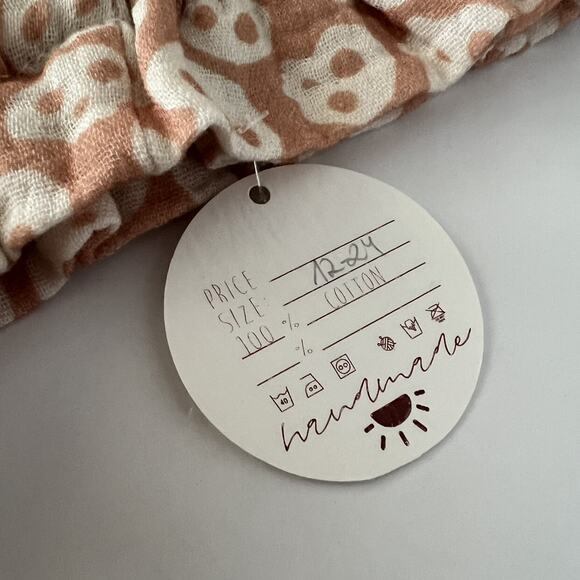 PRICE
SIZE: 12-24
100 % COTTON
%
40
handmade